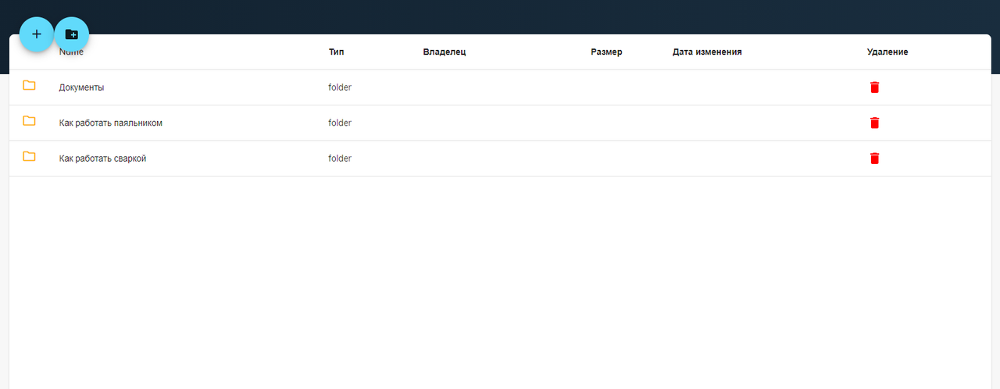 Name Тип Владелец Размер Дата изменения Удаление
Документы folder
Как работать паяльником folder
Как работать сваркой folder